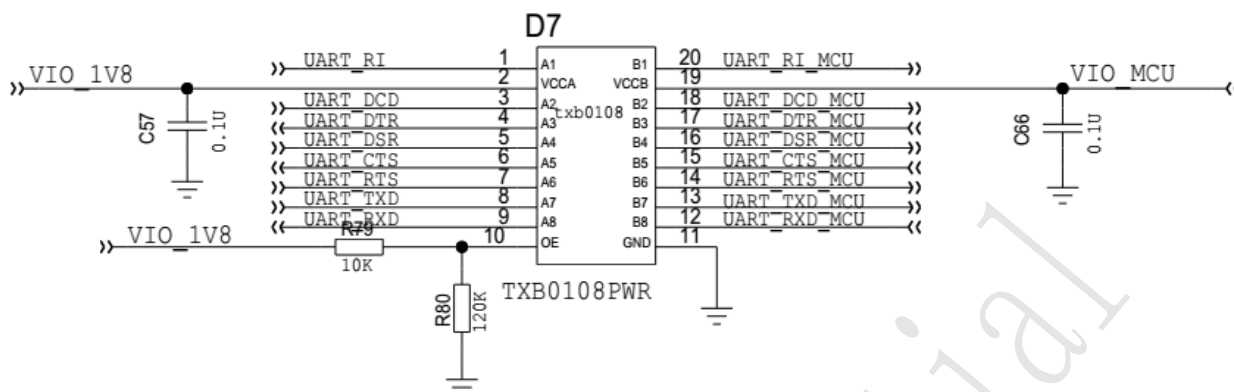 D7
UART_RI 1 A1 B1 20 UART_RI_MCU
VIO_1V8 2 VCCA VCCB 19 VIO_MCU
UART_DCD 3 A2 B2 18 UART_DCD_MCU
txb0108
UART_DTR 4 A3 B3 17 UART_DTR_MCU
C57 0.1U UART_DSR 5 A4 B4 16 UART_DSR_MCU C66 0.1U
UART_CTS 6 A5 B5 15 UART_CTS_MCU
UART_RTS 7 A6 B6 14 UART_RTS_MCU
UART_TXD 8 A7 B7 13 UART_TXD_MCU
UART_RXD 9 A8 B8 12 UART_RXD_MCU
VIO_1V8 R79 10 OE GND 11
10K
TXB0108PWR
R80 120K